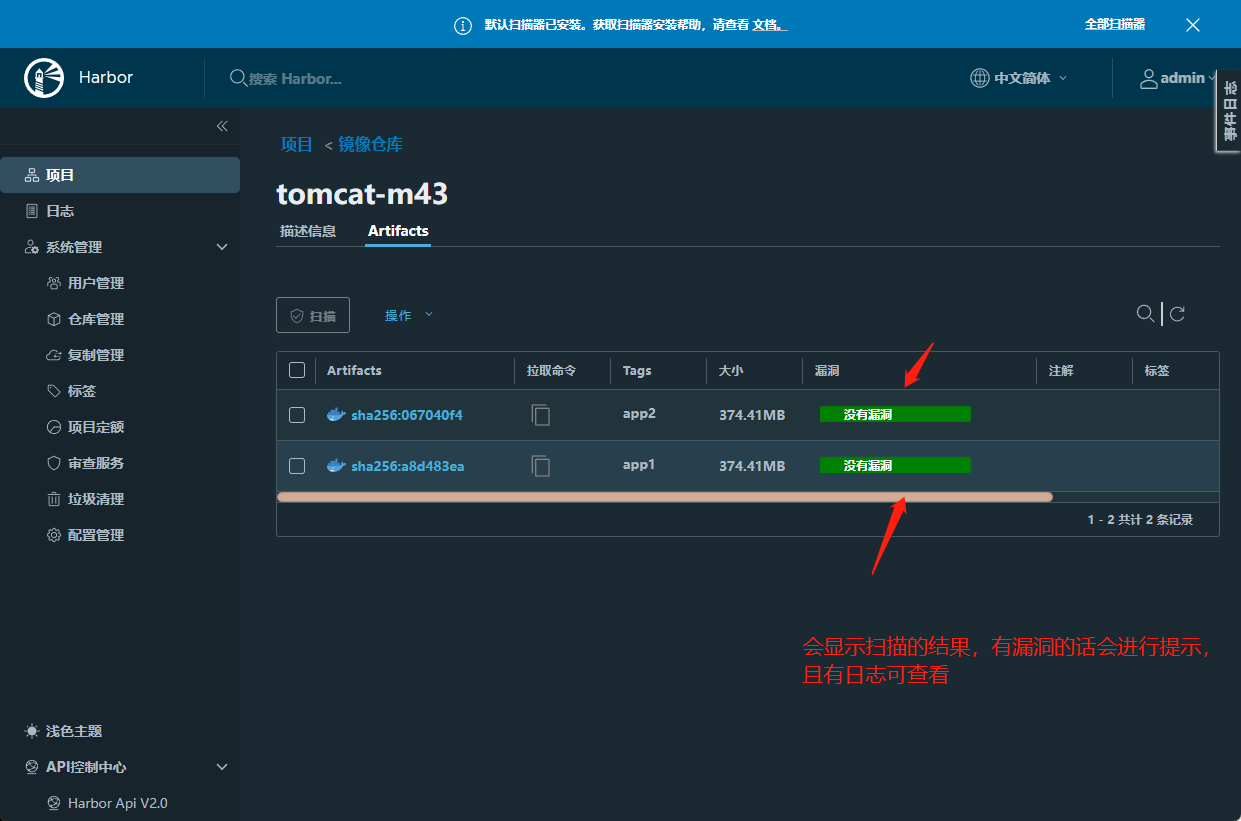 默认扫描器已安装。获取扫描器安装帮助，请查看 文档。
全部扫描器
Harbor
搜索 Harbor...
中文简体
admin
事件日志
项目
日志
系统管理
用户管理
仓库管理
复制管理
标签
项目定额
审查服务
垃圾清理
配置管理
浅色主题
API控制中心
Harbor Api V2.0
项目 < 镜像仓库
tomcat-m43
描述信息 Artifacts
扫描 操作
Artifacts 拉取命令 Tags 大小 漏洞 注解 标签
sha256:067040f4 app2 374.41MB 没有漏洞
sha256:a8d483ea app1 374.41MB 没有漏洞
1 - 2 共计 2 条记录
会显示扫描的结果，有漏洞的话会进行提示，
且有日志可查看